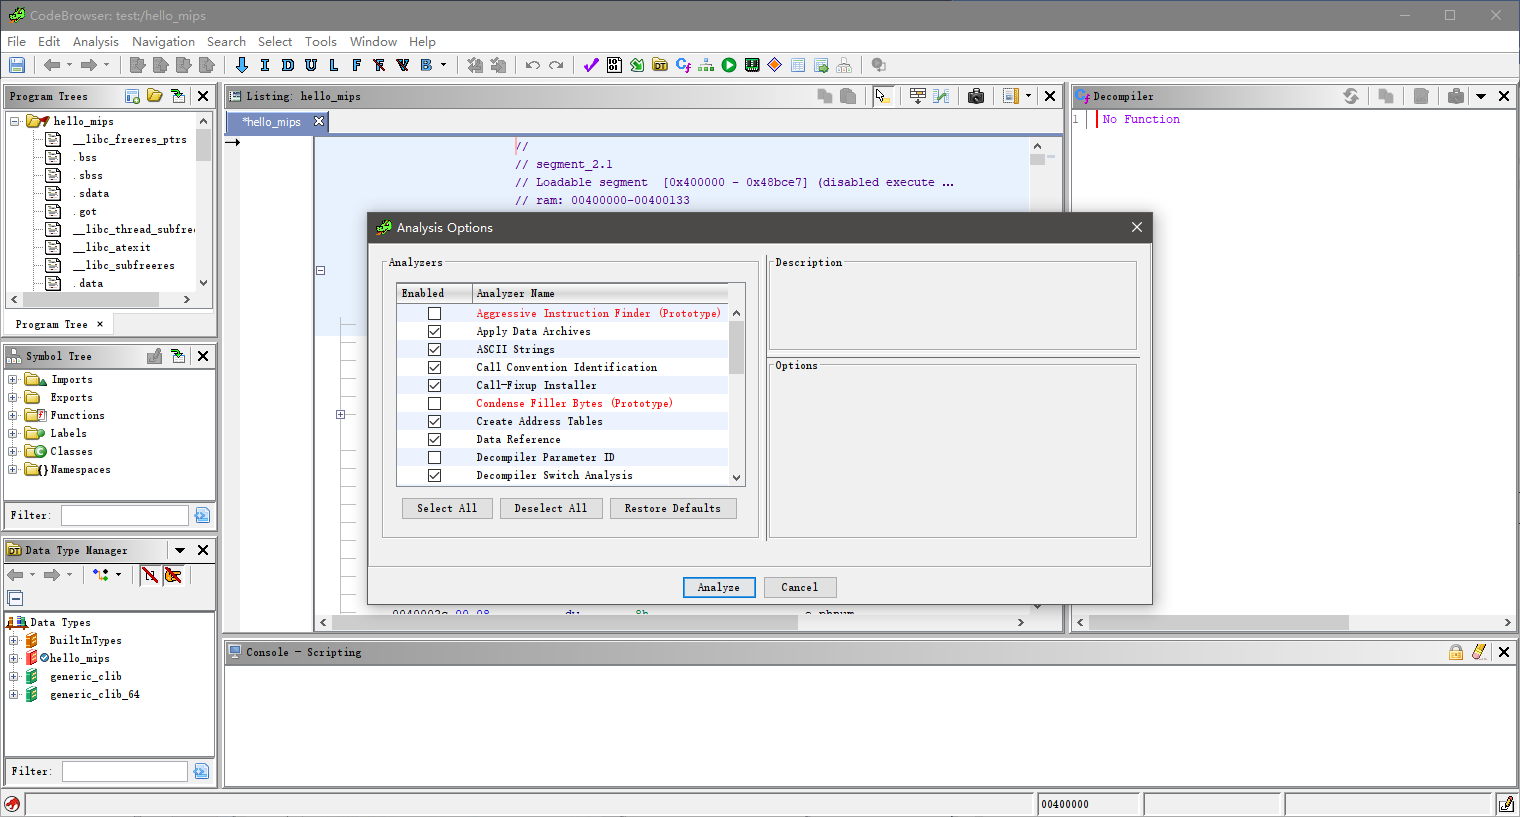 CodeBrowser: test:/hello_mips
File Edit Analysis Navigation Search Select Tools Window Help
I D U L F F V B
Program Trees
hello_mips
__libc_freeres_ptrs
.bss
.sbss
.sdata
.got
__libc_thread_subfre
__libc_atexit
__libc_subfreeres
.data
Program Tree ×
Symbol Tree
Imports
Exports
Functions
Labels
Classes
Namespaces
Filter:
Data Type Manager
Data Types
BuiltInTypes
hello_mips
generic_clib
generic_clib_64
Filter:
Listing: hello_mips
*hello_mips
//
// segment_2.1
// Loadable segment [0x400000 - 0x48bce7] (disabled execute ...
// ram: 00400000-00400133
Decompiler
1 No Function
Analysis Options
Analyzers
Enabled Analyzer Name
Aggressive Instruction Finder (Prototype)
Apply Data Archives
ASCII Strings
Call Convention Identification
Call-Fixup Installer
Condense Filler Bytes (Prototype)
Create Address Tables
Data Reference
Decompiler Parameter ID
Decompiler Switch Analysis
Select All Deselect All Restore Defaults
Description
Options
Analyze Cancel
Console - Scripting
00400000